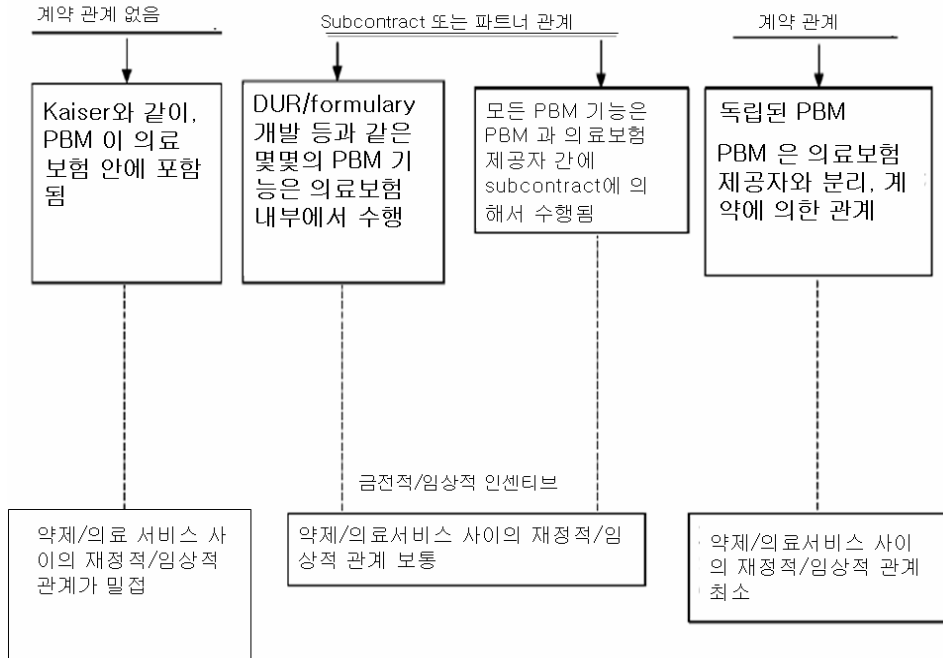 계약 관계 없음
Subcontract 또는 파트너 관계
계약 관계
Kaiser와 같이,
PBM 이 의료
보험 안에 포함
됨
DUR/formulary
개발 등과 같은
몇몇의 PBM 기
능은 의료보험
내부에서 수행
모든 PBM 기능은
PBM 과 의료보험
제공자 간에
subcontract에 의
해서 수행됨
독립된 PBM
PBM 은 의료보험
제공자와 분리, 계
약에 의한 관계
금전적/임상적 인센티브
약제/의료 서비스 사
이의 재정적/임상적
관계가 밀접
약제/의료서비스 사이의 재정적/임
상적 관계 보통
약제/의료서비스 사이
의 재정적/임상적 관계
최소